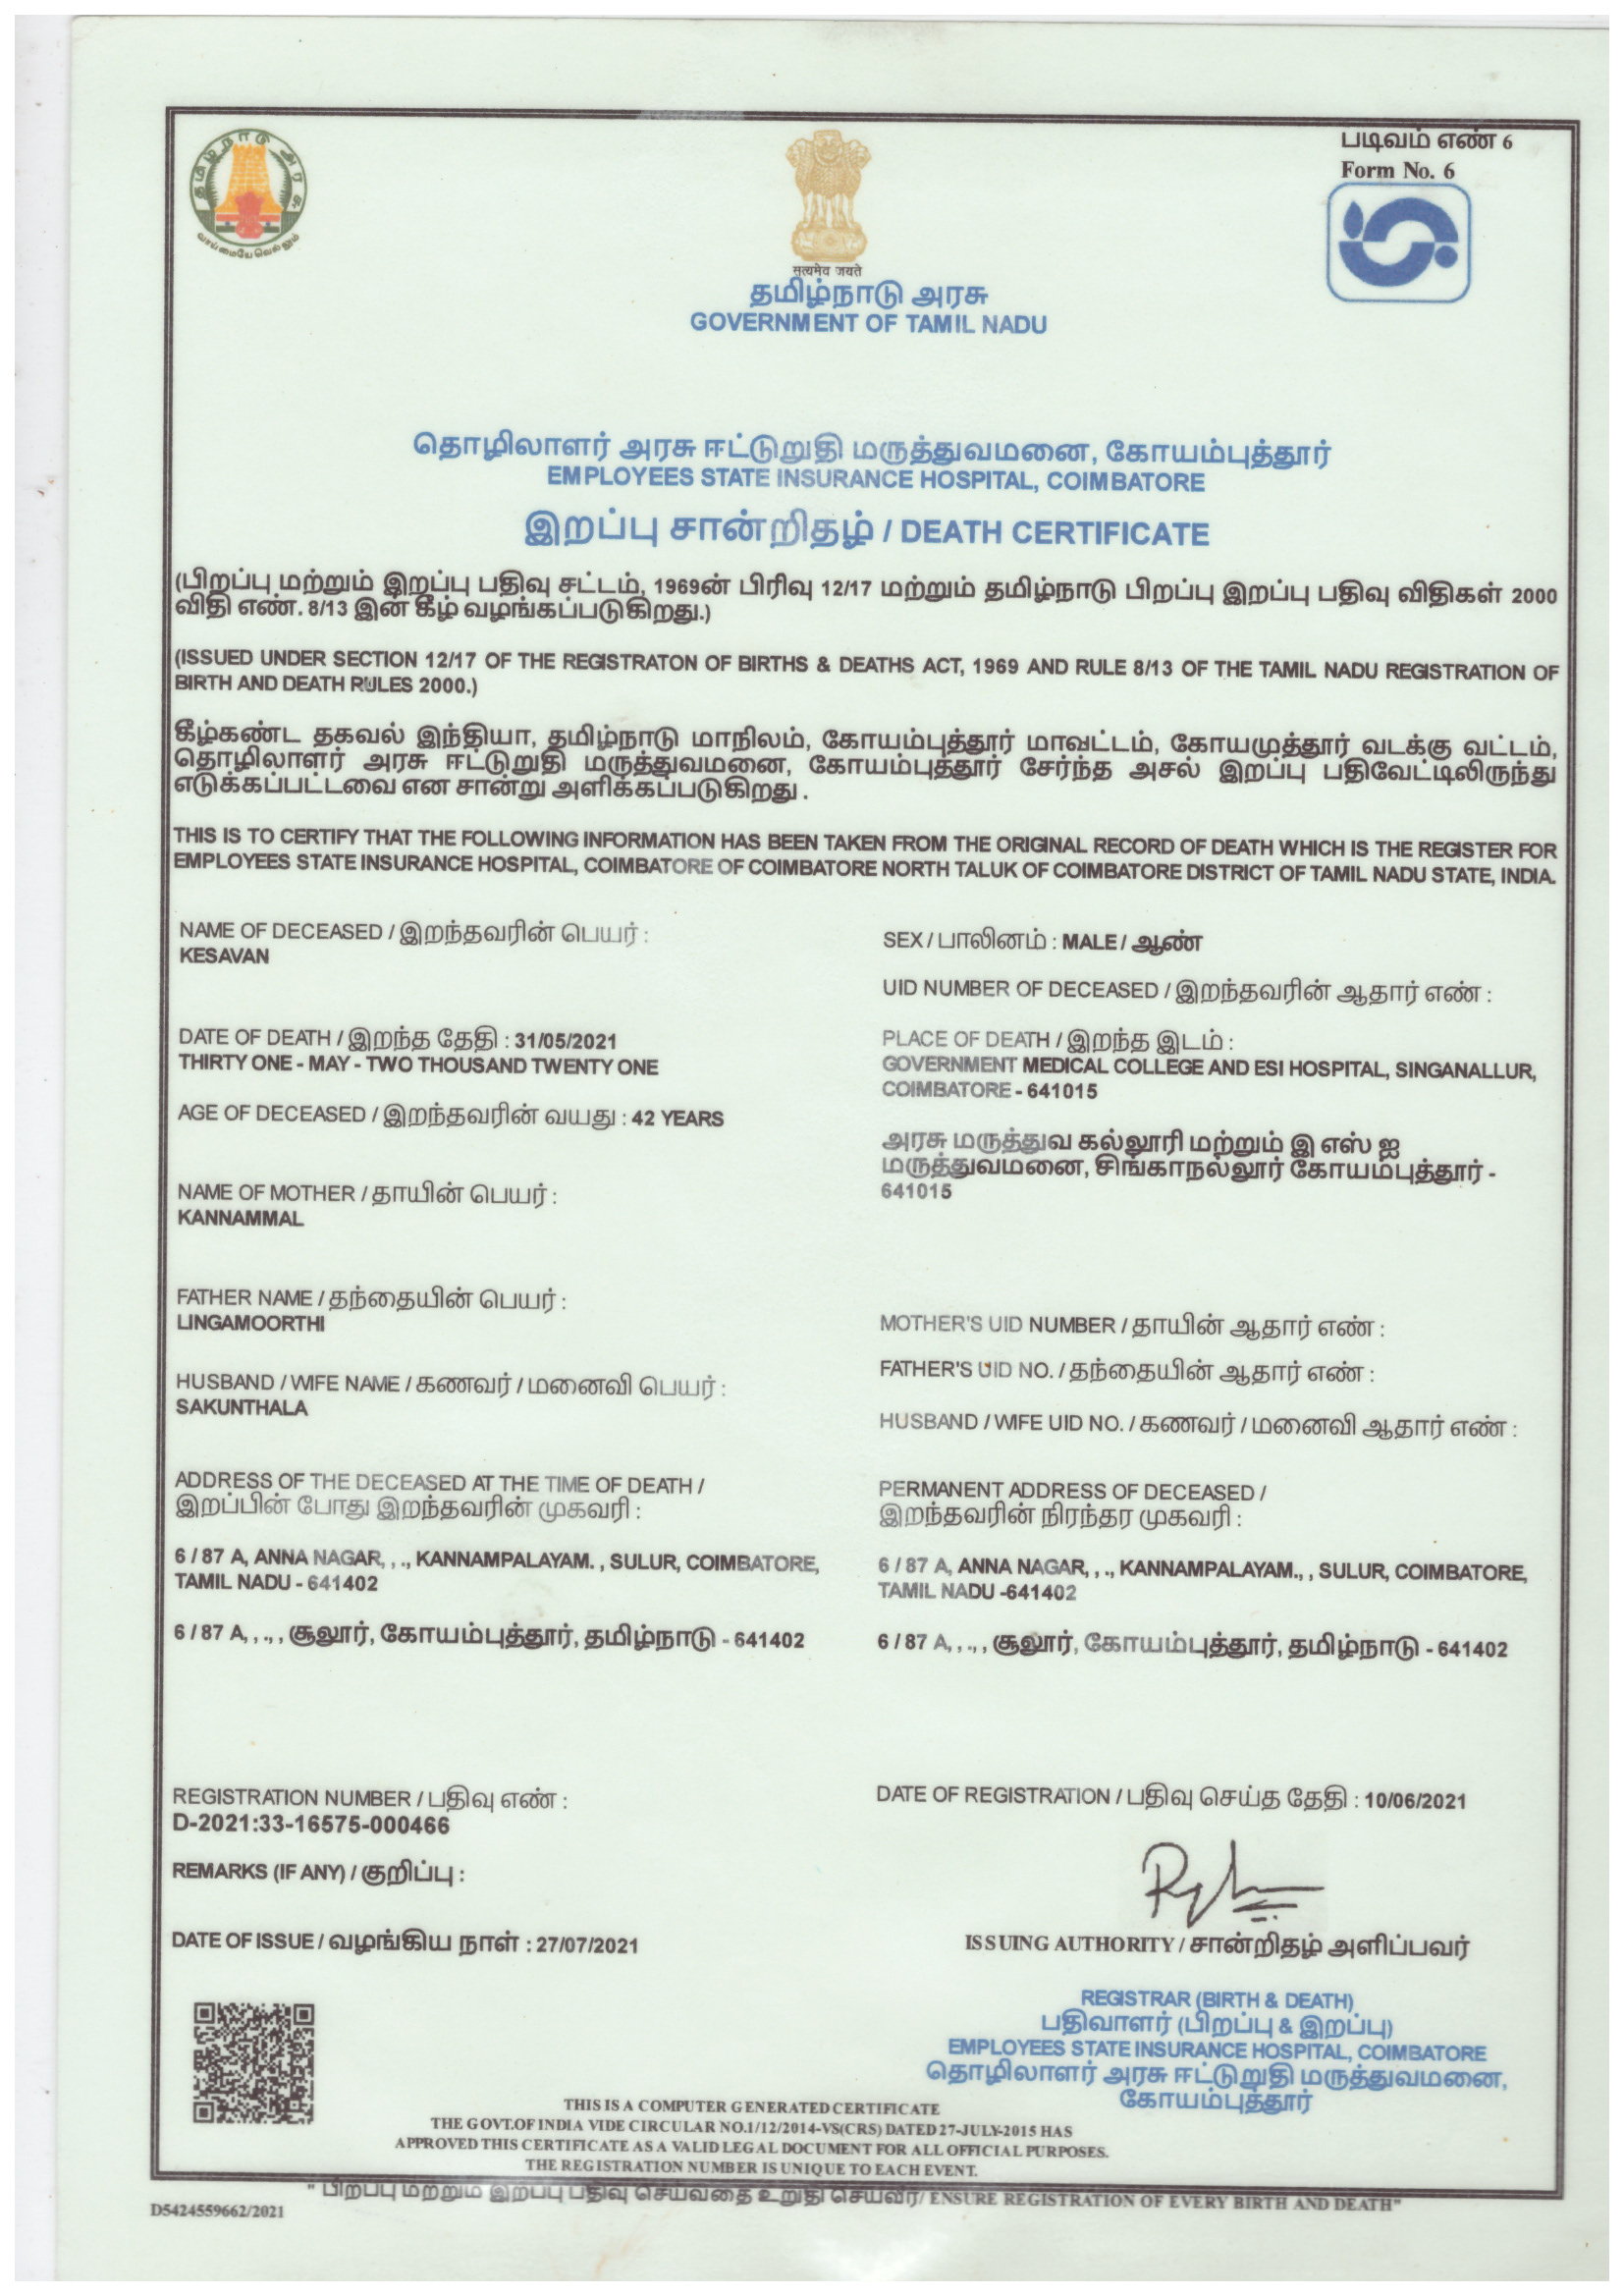 தமிழ்நாடு அரசு
வாய்மையே வெல்லும்
सत्यमेव जयते
படிவம் எண் 6
Form No. 6
தமிழ்நாடு அரசு
GOVERNMENT OF TAMIL NADU
தொழிலாளர் அரசு ஈட்டுறுதி மருத்துவமனை, கோயம்புத்தூர்
EMPLOYEES STATE INSURANCE HOSPITAL, COIMBATORE
இறப்பு சான்றிதழ் / DEATH CERTIFICATE
(பிறப்பு மற்றும் இறப்பு பதிவு சட்டம், 1969ன் பிரிவு 12/17 மற்றும் தமிழ்நாடு பிறப்பு இறப்பு பதிவு விதிகள் 2000
விதி எண். 8/13 இன் கீழ் வழங்கப்படுகிறது.)
(ISSUED UNDER SECTION 12/17 OF THE REGISTRATON OF BIRTHS & DEATHS ACT, 1969 AND RULE 8/13 OF THE TAMIL NADU REGISTRATION OF
BIRTH AND DEATH RULES 2000.)
கீழ்கண்ட தகவல் இந்தியா, தமிழ்நாடு மாநிலம், கோயம்புத்தூர் மாவட்டம், கோயமுத்தூர் வடக்கு வட்டம்,
தொழிலாளர் அரசு ஈட்டுறுதி மருத்துவமனை, கோயம்புத்தூர் சேர்ந்த அசல் இறப்பு பதிவேட்டிலிருந்து
எடுக்கப்பட்டவை என சான்று அளிக்கப்படுகிறது .
THIS IS TO CERTIFY THAT THE FOLLOWING INFORMATION HAS BEEN TAKEN FROM THE ORIGINAL RECORD OF DEATH WHICH IS THE REGISTER FOR
EMPLOYEES STATE INSURANCE HOSPITAL, COIMBATORE OF COIMBATORE NORTH TALUK OF COIMBATORE DISTRICT OF TAMIL NADU STATE, INDIA.
NAME OF DECEASED / இறந்தவரின் பெயர் :
KESAVAN
SEX / பாலினம் : MALE / ஆண்
UID NUMBER OF DECEASED / இறந்தவரின் ஆதார் எண் :
DATE OF DEATH / இறந்த தேதி : 31/05/2021
THIRTY ONE - MAY - TWO THOUSAND TWENTY ONE
PLACE OF DEATH / இறந்த இடம் :
GOVERNMENT MEDICAL COLLEGE AND ESI HOSPITAL, SINGANALLUR,
COIMBATORE - 641015
AGE OF DECEASED / இறந்தவரின் வயது : 42 YEARS
அரசு மருத்துவ கல்லூரி மற்றும் இ எஸ் ஐ
மருத்துவமனை, சிங்காநல்லூர் கோயம்புத்தூர் -
641015
NAME OF MOTHER / தாயின் பெயர் :
KANNAMMAL
FATHER NAME / தந்தையின் பெயர் :
LINGAMOORTHI
MOTHER'S UID NUMBER / தாயின் ஆதார் எண் :
FATHER'S UID NO. / தந்தையின் ஆதார் எண் :
HUSBAND / WIFE NAME / கணவர் / மனைவி பெயர் :
SAKUNTHALA
HUSBAND / WIFE UID NO. / கணவர் / மனைவி ஆதார் எண் :
ADDRESS OF THE DECEASED AT THE TIME OF DEATH /
இறப்பின் போது இறந்தவரின் முகவரி :
PERMANENT ADDRESS OF DECEASED /
இறந்தவரின் நிரந்தர முகவரி :
6 / 87 A, ANNA NAGAR, , ., KANNAMPALAYAM. , SULUR, COIMBATORE,
TAMIL NADU - 641402
6 / 87 A, ANNA NAGAR, , ., KANNAMPALAYAM., , SULUR, COIMBATORE,
TAMIL NADU -641402
6 / 87 A, , ., , சூலூர், கோயம்புத்தூர், தமிழ்நாடு - 641402
6 / 87 A, , ., , சூலூர், கோயம்புத்தூர், தமிழ்நாடு - 641402
REGISTRATION NUMBER / பதிவு எண் :
D-2021:33-16575-000466
DATE OF REGISTRATION / பதிவு செய்த தேதி : 10/06/2021
REMARKS (IF ANY) / குறிப்பு :
DATE OF ISSUE / வழங்கிய நாள் : 27/07/2021
ISSUING AUTHORITY / சான்றிதழ் அளிப்பவர்
REGISTRAR (BIRTH & DEATH)
பதிவாளர் (பிறப்பு & இறப்பு)
EMPLOYEES STATE INSURANCE HOSPITAL, COIMBATORE
தொழிலாளர் அரசு ஈட்டுறுதி மருத்துவமனை,
கோயம்புத்தூர்
THIS IS A COMPUTER GENERATED CERTIFICATE
THE GOVT.OF INDIA VIDE CIRCULAR NO.1/12/2014-VS(CRS) DATED 27-JULY-2015 HAS
APPROVED THIS CERTIFICATE AS A VALID LEGAL DOCUMENT FOR ALL OFFICIAL PURPOSES.
THE REGISTRATION NUMBER IS UNIQUE TO EACH EVENT.
" பிறப்பு மற்றும் இறப்பு பதிவு செய்வதை உறுதி செய்வீர்/ ENSURE REGISTRATION OF EVERY BIRTH AND DEATH"
D5424559662/2021